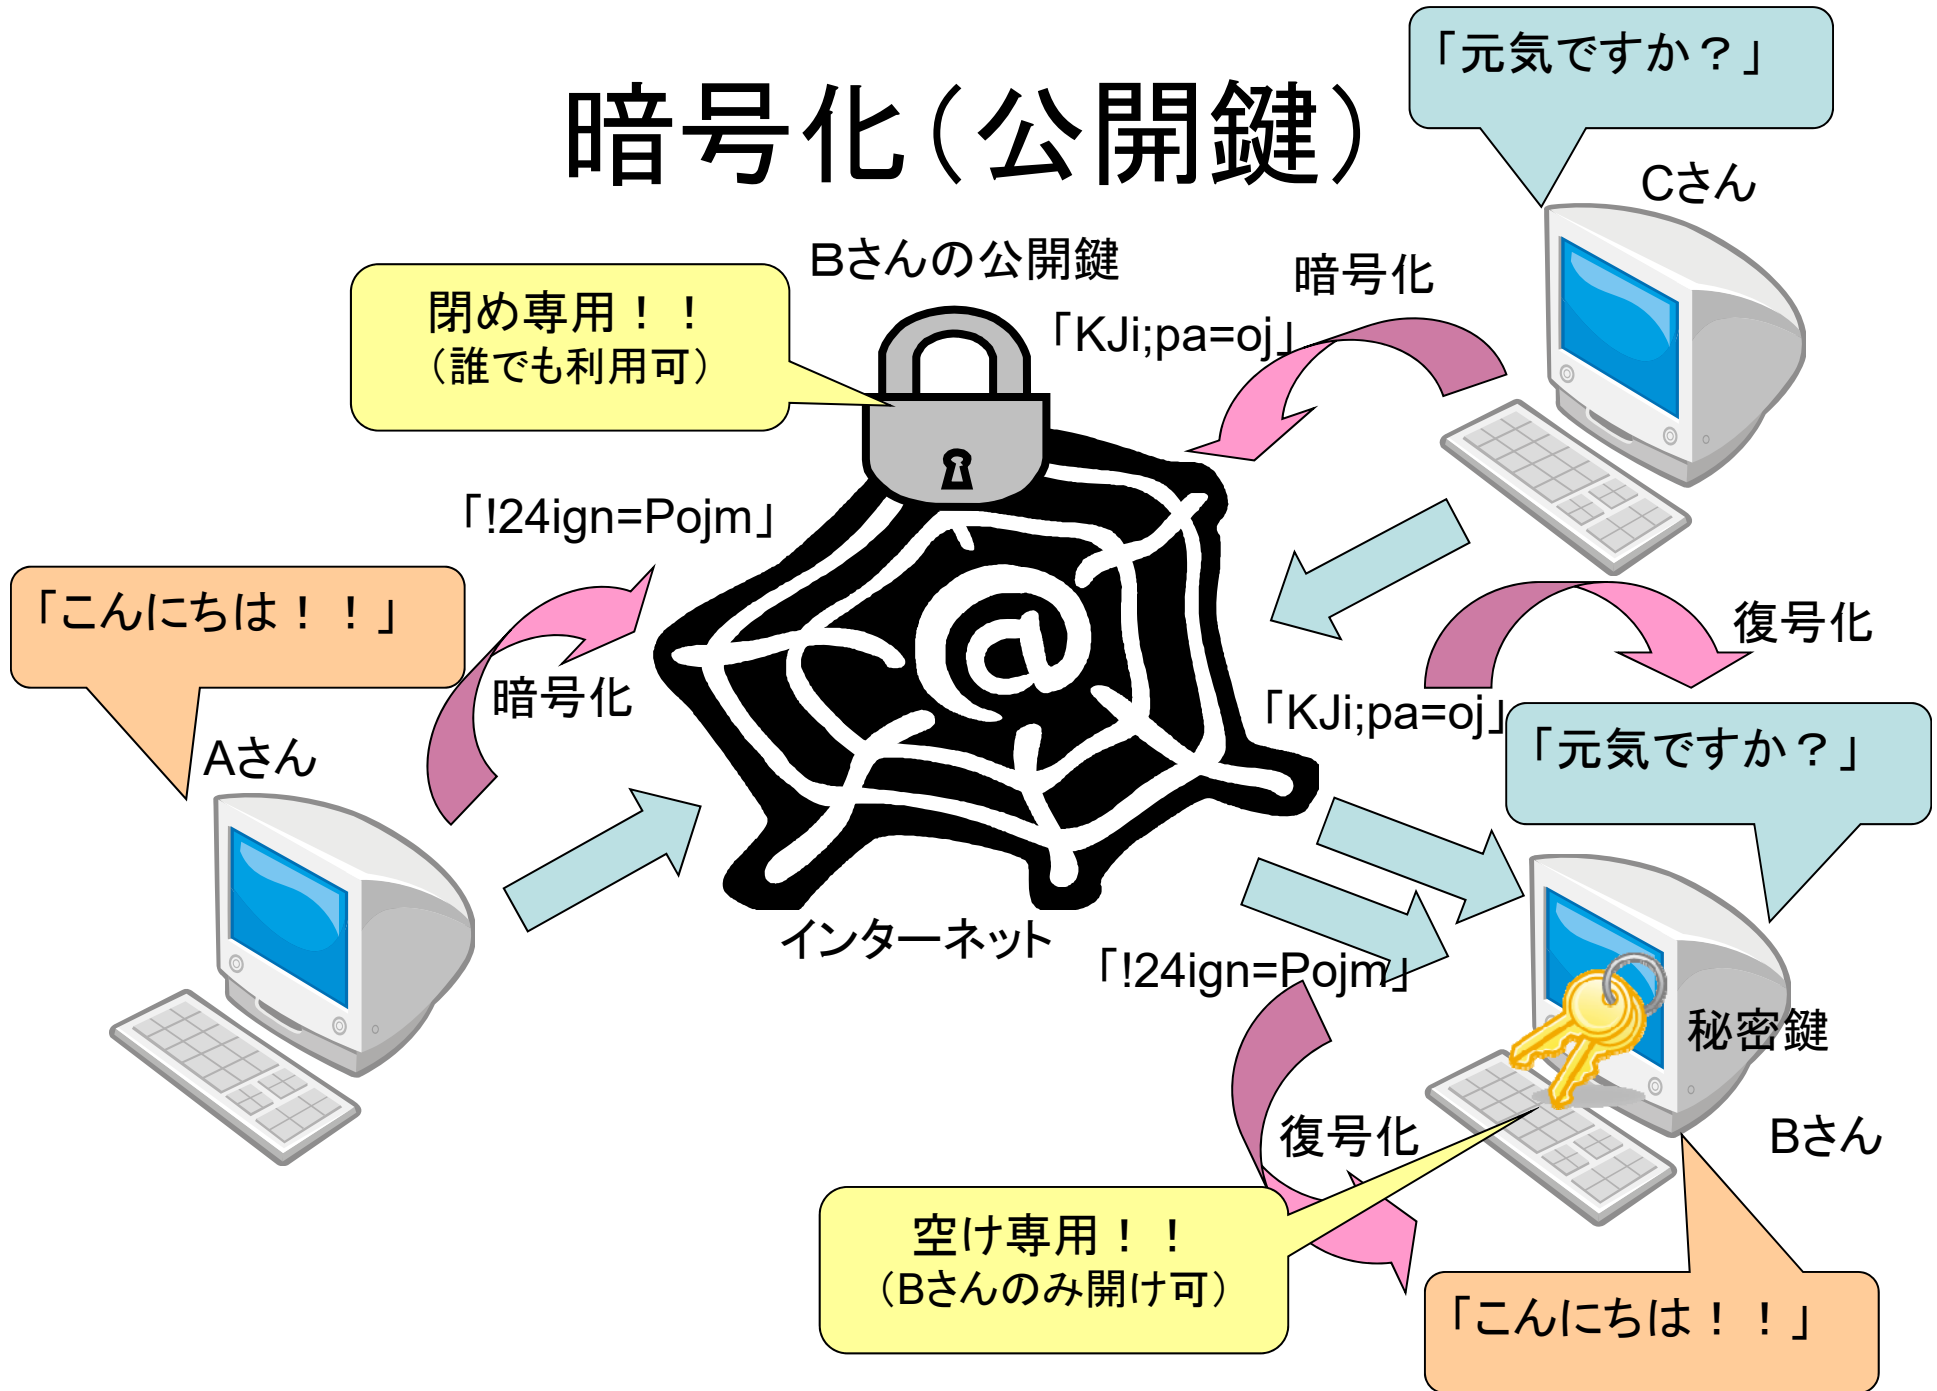 「元気ですか？」
暗号化（公開鍵）
Cさん
Bさんの公開鍵
暗号化
閉め専用！！
（誰でも利用可）
「KJi;pa=oj」
「!24ign=Pojm」
「こんにちは！！」
復号化
暗号化
「KJi;pa=oj」
Aさん
「元気ですか？」
インターネット
「!24ign=Pojm」
秘密鍵
復号化
Bさん
空け専用！！
（Bさんのみ開け可）
「こんにちは！！」